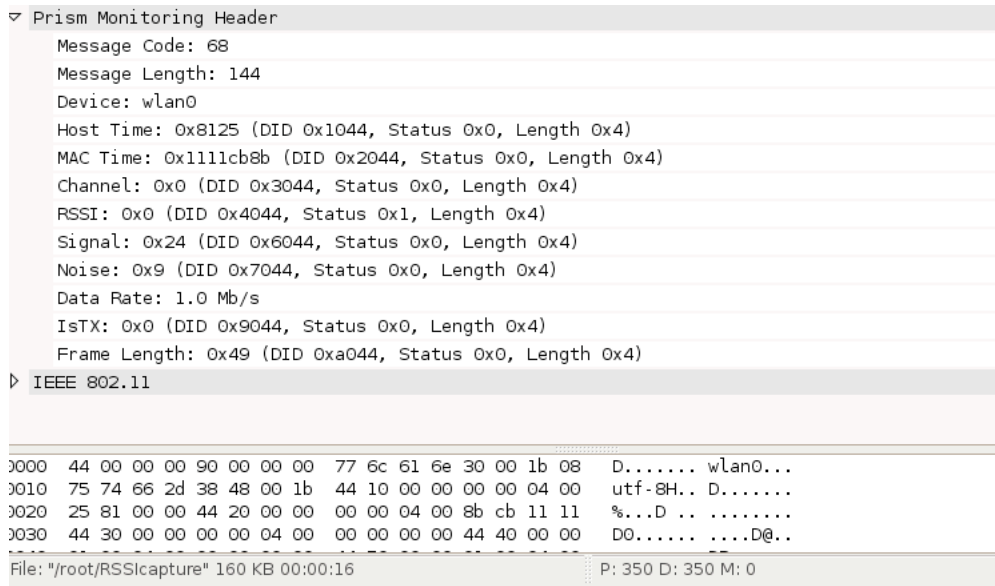 Prism Monitoring Header
Message Code: 68
Message Length: 144
Device: wlan0
Host Time: 0x8125 (DID 0x1044, Status 0x0, Length 0x4)
MAC Time: 0x1111cb8b (DID 0x2044, Status 0x0, Length 0x4)
Channel: 0x0 (DID 0x3044, Status 0x0, Length 0x4)
RSSI: 0x0 (DID 0x4044, Status 0x1, Length 0x4)
Signal: 0x24 (DID 0x6044, Status 0x0, Length 0x4)
Noise: 0x9 (DID 0x7044, Status 0x0, Length 0x4)
Data Rate: 1.0 Mb/s
IsTX: 0x0 (DID 0x9044, Status 0x0, Length 0x4)
Frame Length: 0x49 (DID 0xa044, Status 0x0, Length 0x4)
IEEE 802.11
0000 44 00 00 00 90 00 00 00 77 6c 61 6e 30 00 1b 08 D....... wlan0...
0010 75 74 66 2d 38 48 00 1b 44 10 00 00 00 00 04 00 utf-8H.. D.......
0020 25 81 00 00 44 20 00 00 00 00 04 00 8b cb 11 11 %...D .. ........
0030 44 30 00 00 00 00 04 00 00 00 00 00 44 40 00 00 D0...... ....D@..
File: "/root/RSSIcapture" 160 KB 00:00:16
P: 350 D: 350 M: 0